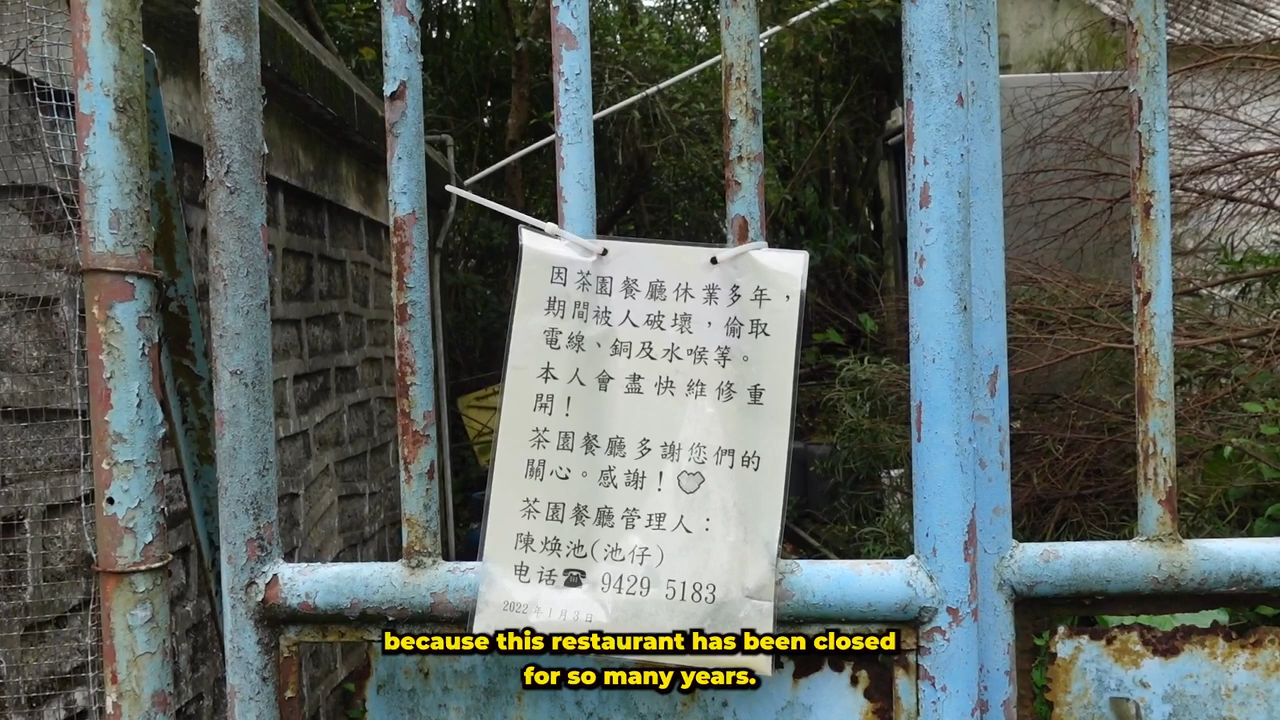 因茶園餐廳休業多年，
期間被人破壞，偷取
電線、銅及水喉等。
本人會盡快維修重
開！
茶園餐廳多謝您們的
關心。感謝！
茶園餐廳管理人：
陳煥池(池仔)
电话☎ 9429 5183
2022年1月3日
because this restaurant has been closed
for so many years.